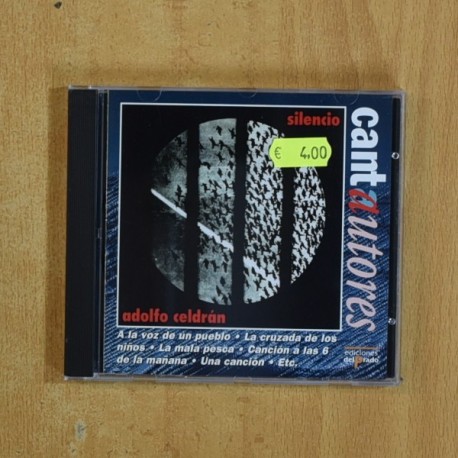 silencio
€ 4.00
cantautores
adolfo celdrán
A la voz de un pueblo • La cruzada de los
niños • La mala pesca • Canción a las 6
de la mañana • Una canción • Etc.
ediciones
del Prado